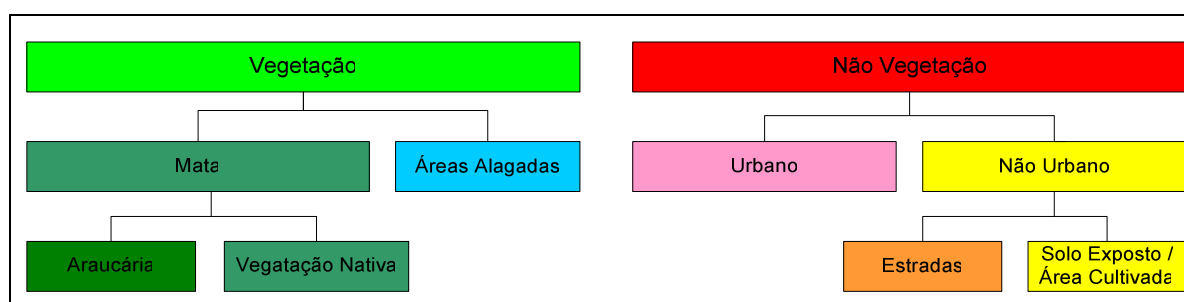 Vegetação
Não Vegetação
Mata
Áreas Alagadas
Urbano
Não Urbano
Araucária
Vegatação Nativa
Estradas
Solo Exposto /
Área Cultivada